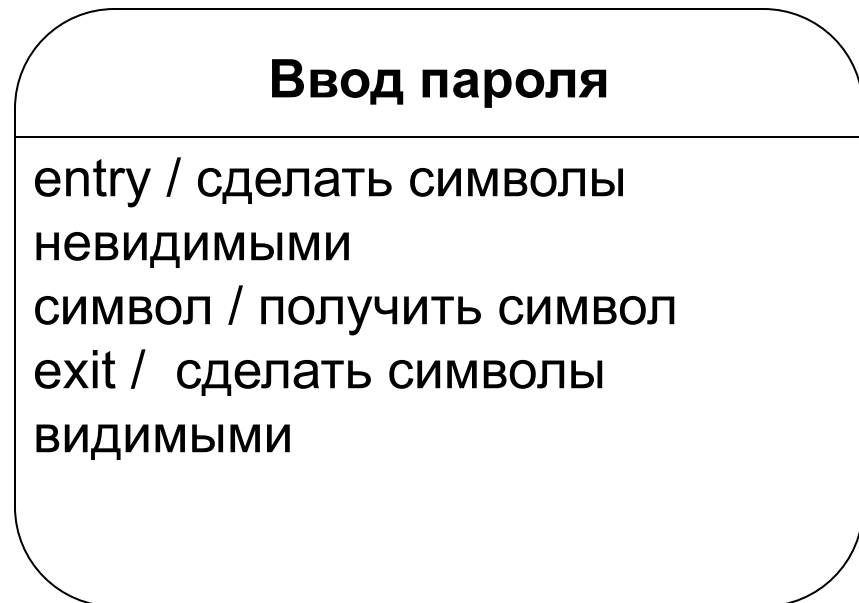 Ввод пароля
entry / сделать символы
невидимыми
символ / получить символ
exit /  сделать символы
видимыми